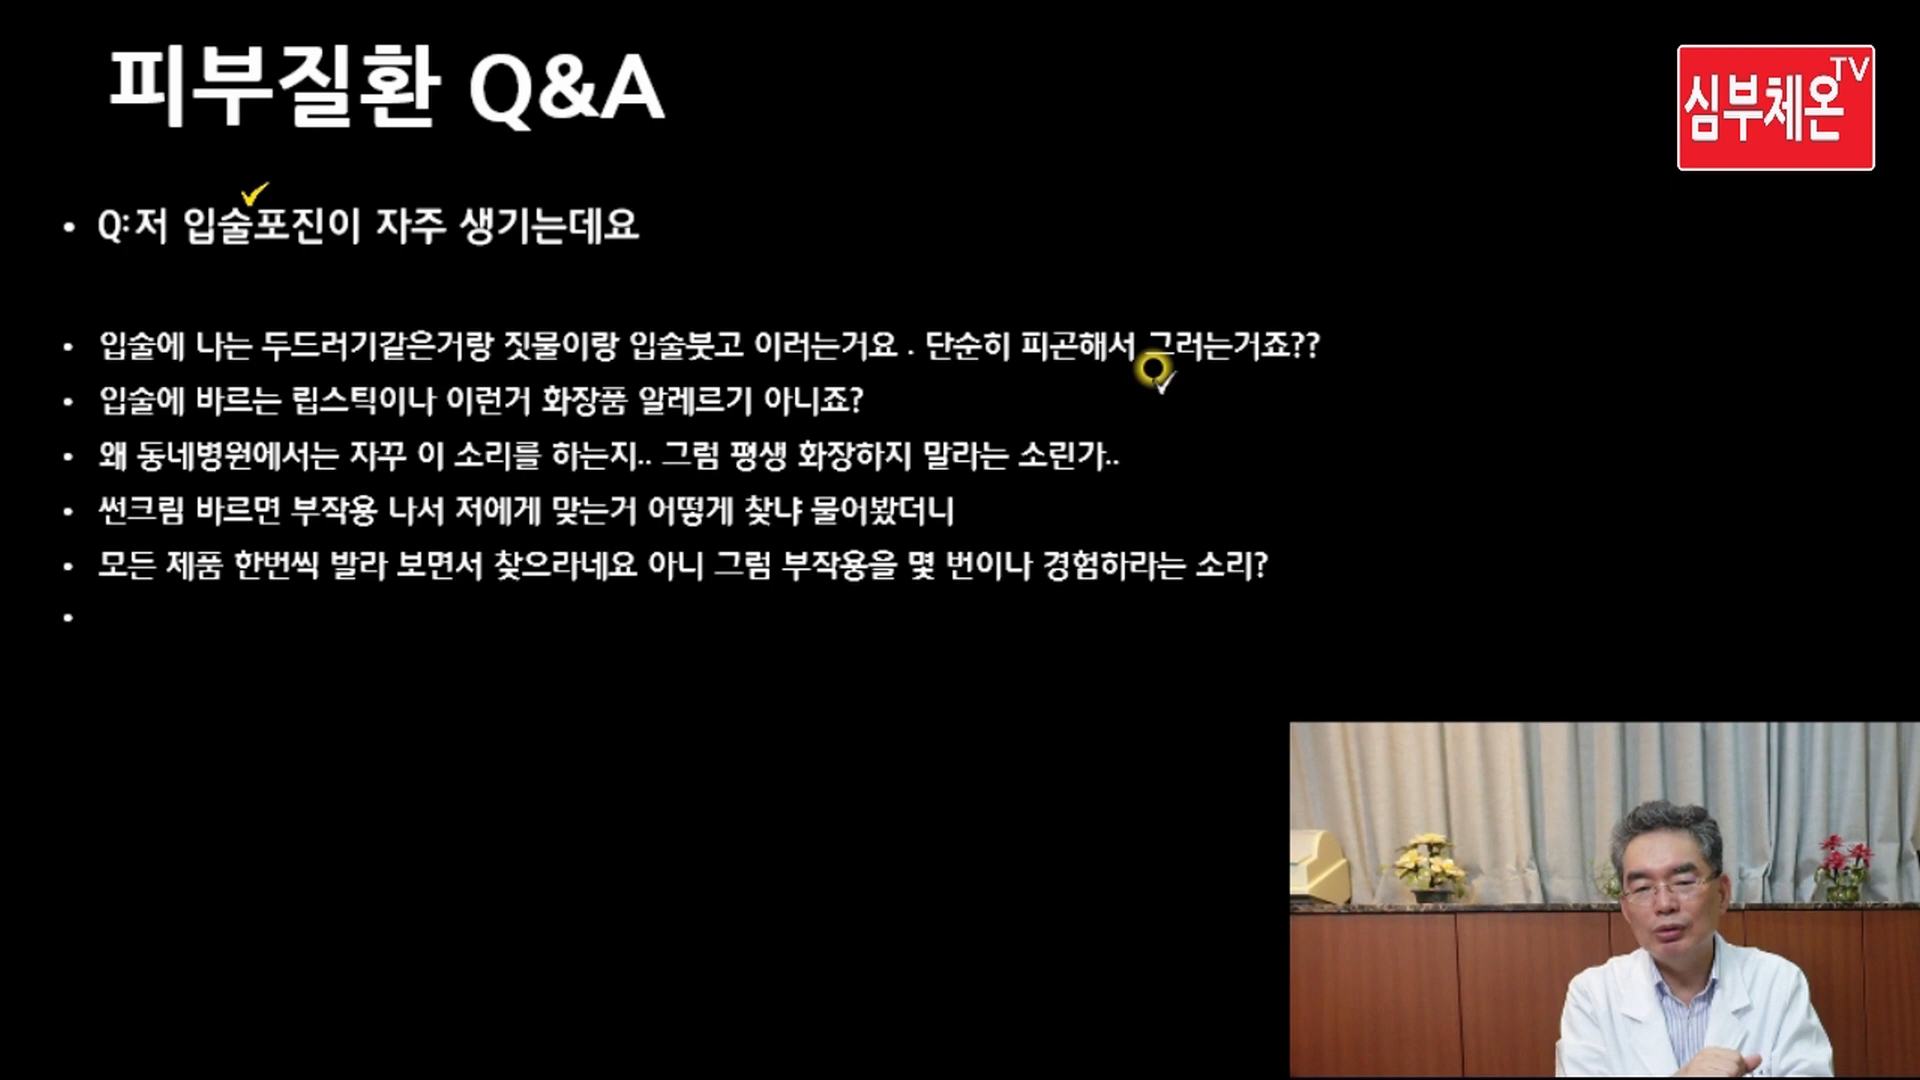 피부질환 Q&A
심부체온TV
Q:저 입술포진이 자주 생기는데요
입술에 나는 두드러기같은거랑 짓물이랑 입술붓고 이러는거요 . 단순히 피곤해서 그러는거죠??
입술에 바르는 립스틱이나 이런거 화장품 알레르기 아니죠?
왜 동네병원에서는 자꾸 이 소리를 하는지.. 그럼 평생 화장하지 말라는 소린가..
썬크림 바르면 부작용 나서 저에게 맞는거 어떻게 찾냐 물어봤더니
모든 제품 한번씩 발라 보면서 찾으라네요 아니 그럼 부작용을 몇 번이나 경험하라는 소리?